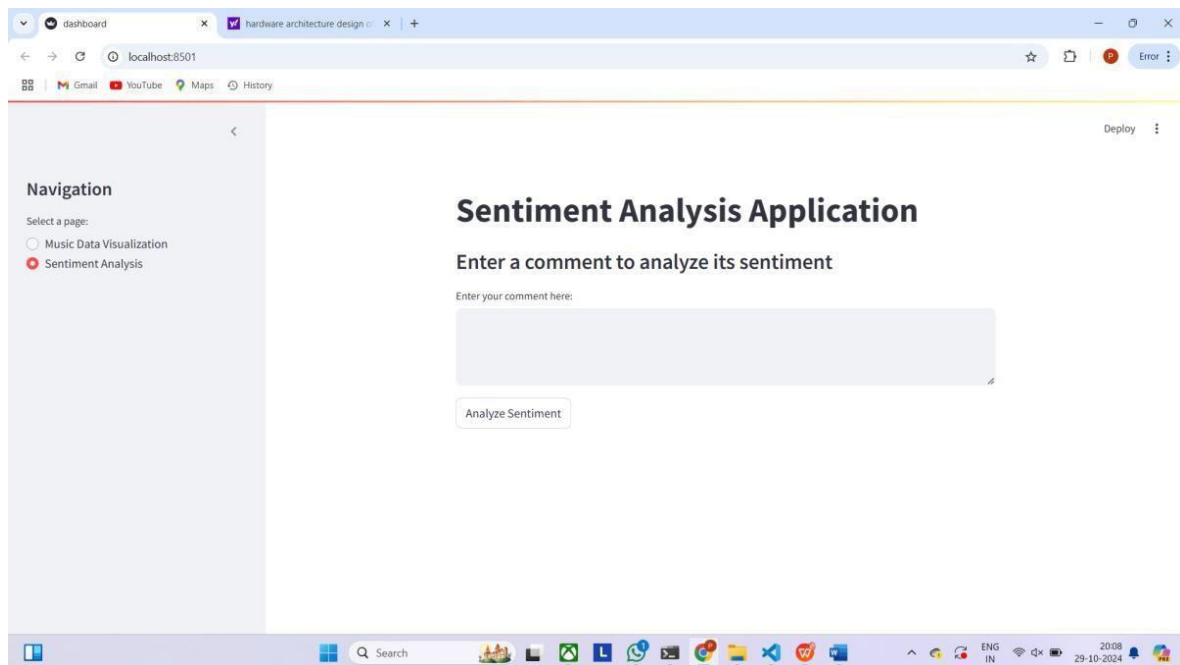 dashboard
hardware architecture design o
localhost:8501
Error
Gmail YouTube Maps History
Deploy
Navigation
Select a page:
Music Data Visualization
Sentiment Analysis
Sentiment Analysis Application
Enter a comment to analyze its sentiment
Enter your comment here:
Analyze Sentiment
Search
ENG
IN
20:08
29-10-2024